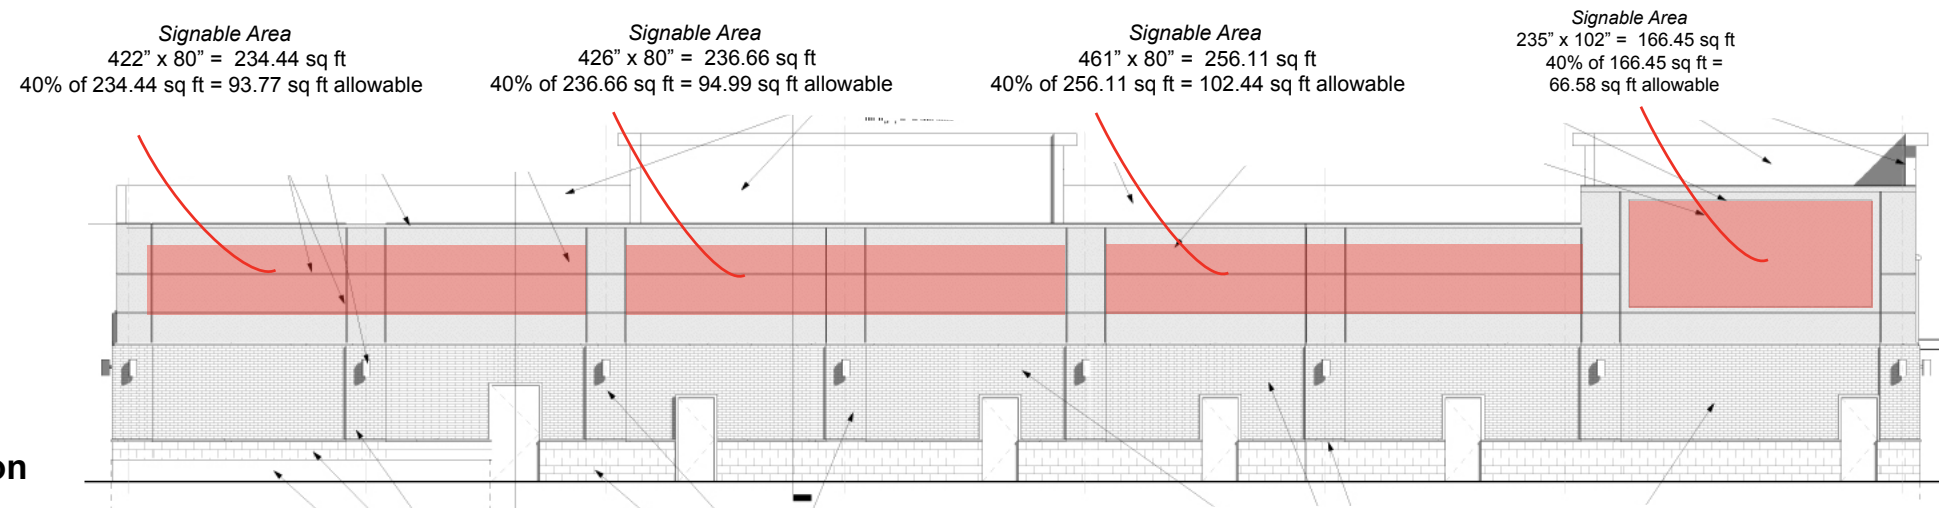 Signable Area
422” x 80” = 234.44 sq ft
40% of 234.44 sq ft = 93.77 sq ft allowable
Signable Area
426” x 80” = 236.66 sq ft
40% of 236.66 sq ft = 94.99 sq ft allowable
Signable Area
461” x 80” = 256.11 sq ft
40% of 256.11 sq ft = 102.44 sq ft allowable
Signable Area
235” x 102” = 166.45 sq ft
40% of 166.45 sq ft =
66.58 sq ft allowable
on